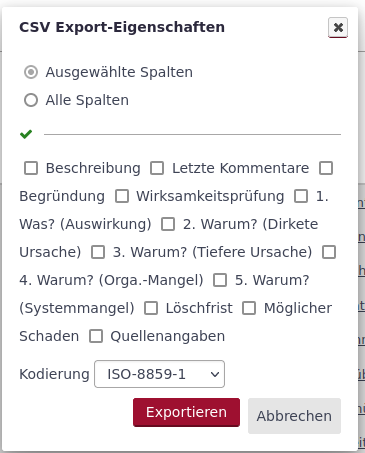 CSV Export-Eigenschaften
Ausgewählte Spalten
Alle Spalten
Beschreibung Letzte Kommentare
Begründung Wirksamkeitsprüfung 1.
Was? (Auswirkung) 2. Warum? (Dirkete
Ursache) 3. Warum? (Tiefere Ursache)
4. Warum? (Orga.-Mangel) 5. Warum?
(Systemmangel) Löschfrist Möglicher
Schaden Quellenangaben
Kodierung ISO-8859-1
Exportieren Abbrechen